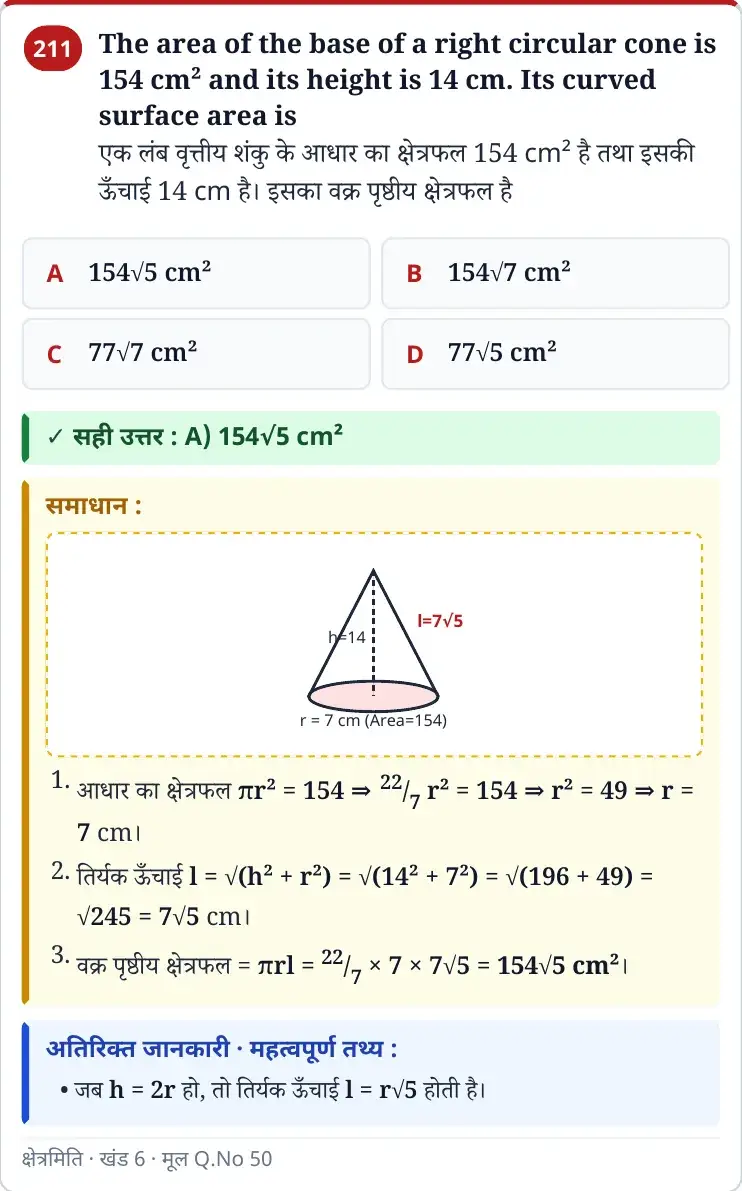 211
The area of the base of a right circular cone is
154 cm² and its height is 14 cm. Its curved
surface area is
एक लंब वृत्तीय शंकु के आधार का क्षेत्रफल 154 cm² है तथा इसकी
ऊँचाई 14 cm है। इसका वक्र पृष्ठीय क्षेत्रफल है
A 154√5 cm²
B 154√7 cm²
C 77√7 cm²
D 77√5 cm²
✓ सही उत्तर : A) 154√5 cm²
समाधान :
l=7√5
h=14
r = 7 cm (Area=154)
1. आधार का क्षेत्रफल πr² = 154 ⇒ ²²/₇ r² = 154 ⇒ r² = 49 ⇒ r =
7 cm।
2. तिर्यक ऊँचाई l = √(h² + r²) = √(14² + 7²) = √(196 + 49) =
√245 = 7√5 cm।
3. वक्र पृष्ठीय क्षेत्रफल = πrl = ²²/₇ × 7 × 7√5 = 154√5 cm²।
अतिरिक्त जानकारी · महत्वपूर्ण तथ्य :
• जब h = 2r हो, तो तिर्यक ऊँचाई l = r√5 होती है।
क्षेत्रमिति · खंड 6 · मूल Q.No 50